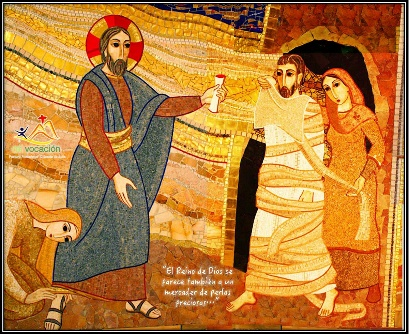 vocación
"El Reino de Dios se
parece también a un
mercader de perlas
preciosas..."